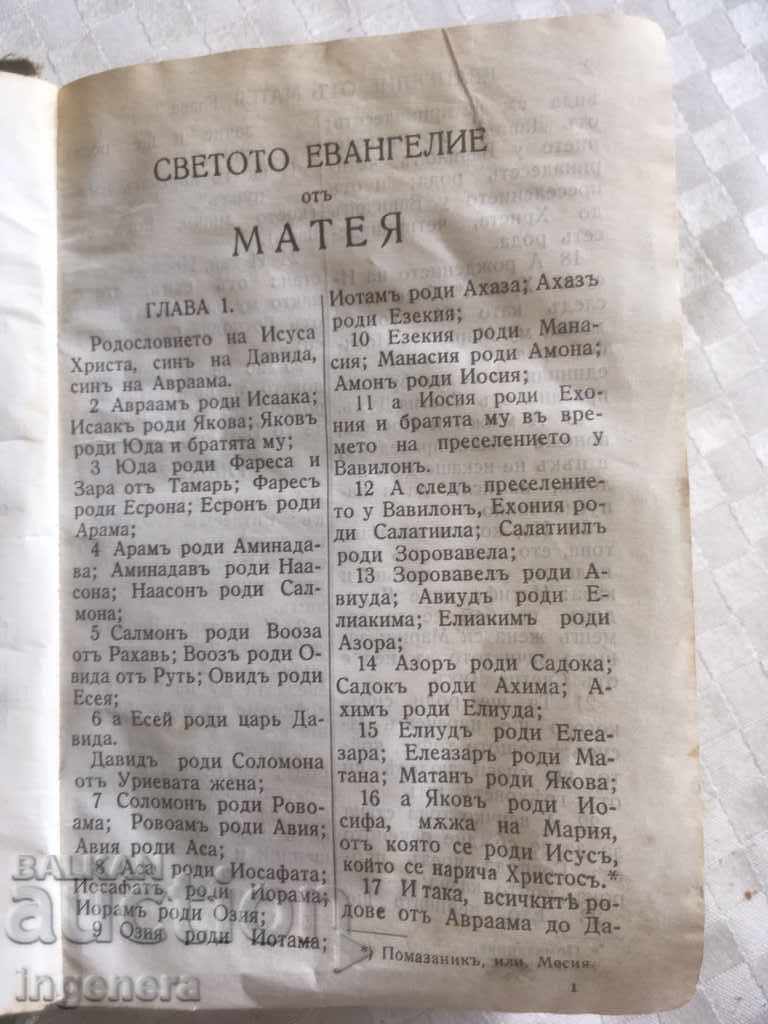 СВЕТОТО ЕВАНГЕЛИЕ
отъ
МАТЕЯ
ГЛАВА 1.
Родословието на Исуса
Христа, синъ на Давида,
синъ на Авраама.
2 Авраамъ роди Исаака;
Исаакъ роди Якова; Яковъ
роди Юда и братята му;
3 Юда роди Фареса и
Зара отъ Тамарь; Фаресъ
роди Есрона; Есронъ роди
Арама;
4 Арамъ роди Аминада-
ва; Аминадавъ роди Наа-
сона; Наасонъ роди Сал-
мона;
5 Салмонъ роди Вооза
отъ Рахавь; Воозъ роди О-
вида отъ Руть; Овидъ роди
Есея;
6 а Есей роди царь Да-
вида.
Давидъ роди Соломона
отъ Уриевата жена;
7 Соломонъ роди Рово-
ама; Ровоамъ роди Авия;
Авия роди Аса;
8 Аса роди Иосафата;
Иосафатъ роди Иорама;
Иорамъ роди Озия;
9 Озия роди Иотама;
Иотамъ роди Ахаза; Ахазъ
роди Езекия;
10 Езекия роди Мана-
сия; Манасия роди Амона;
Амонъ роди Иосия;
11 а Иосия роди Ехо-
ния и братята му въ вре-
мето на преселението у
Вавилонъ.
12 А следъ преселение-
то у Вавилонъ, Ехония ро-
ди Салатиила; Салатиилъ
роди Зоровавела;
13 Зоровавелъ роди А-
виуда; Авиудъ роди Е-
лиакима; Елиакимъ роди
Азора;
14 Азоръ роди Садока;
Садокъ роди Ахима; А-
химъ роди Елиуда;
15 Елиудъ роди Елеа-
зара; Елеазаръ роди Ма-
тана; Матанъ роди Якова;
16 а Яковъ роди Ио-
сифа, мѫжа на Мария,
отъ която се роди Исусъ,
който се нарича Христосъ.*
17 И така, всичкитѣ ро-
дове отъ Авраама до Да-
*) Помазаникъ, или, Месия.
1
БАЛКАН
auction
ingenera